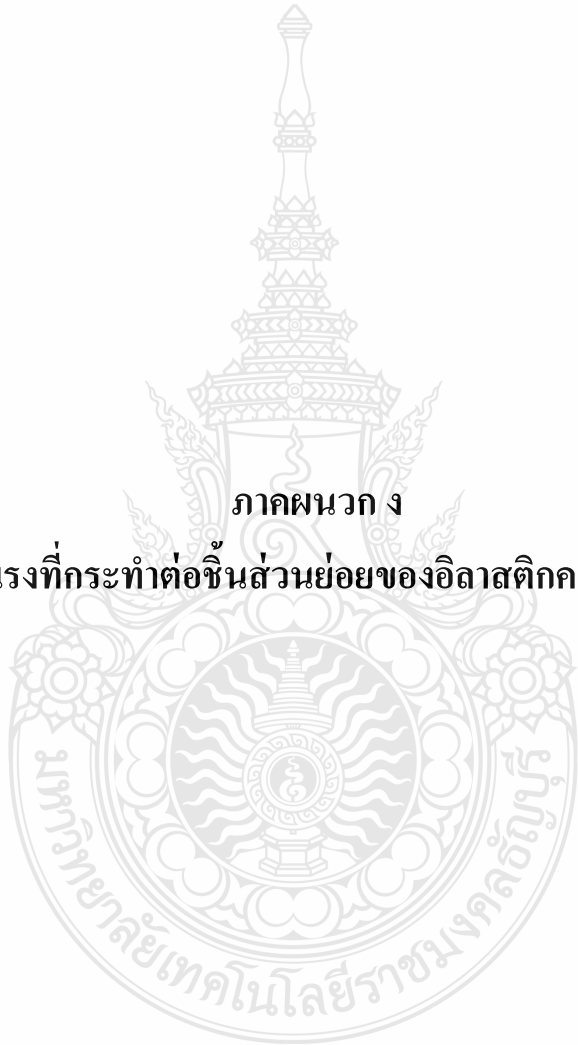 ภาคผนวก ง
แรงที่กระทำต่อชิ้นส่วนย่อยของอิลาสติกค
มหาวิทยาลัยเทคโนโลยีราชมงคลธัญบุรี